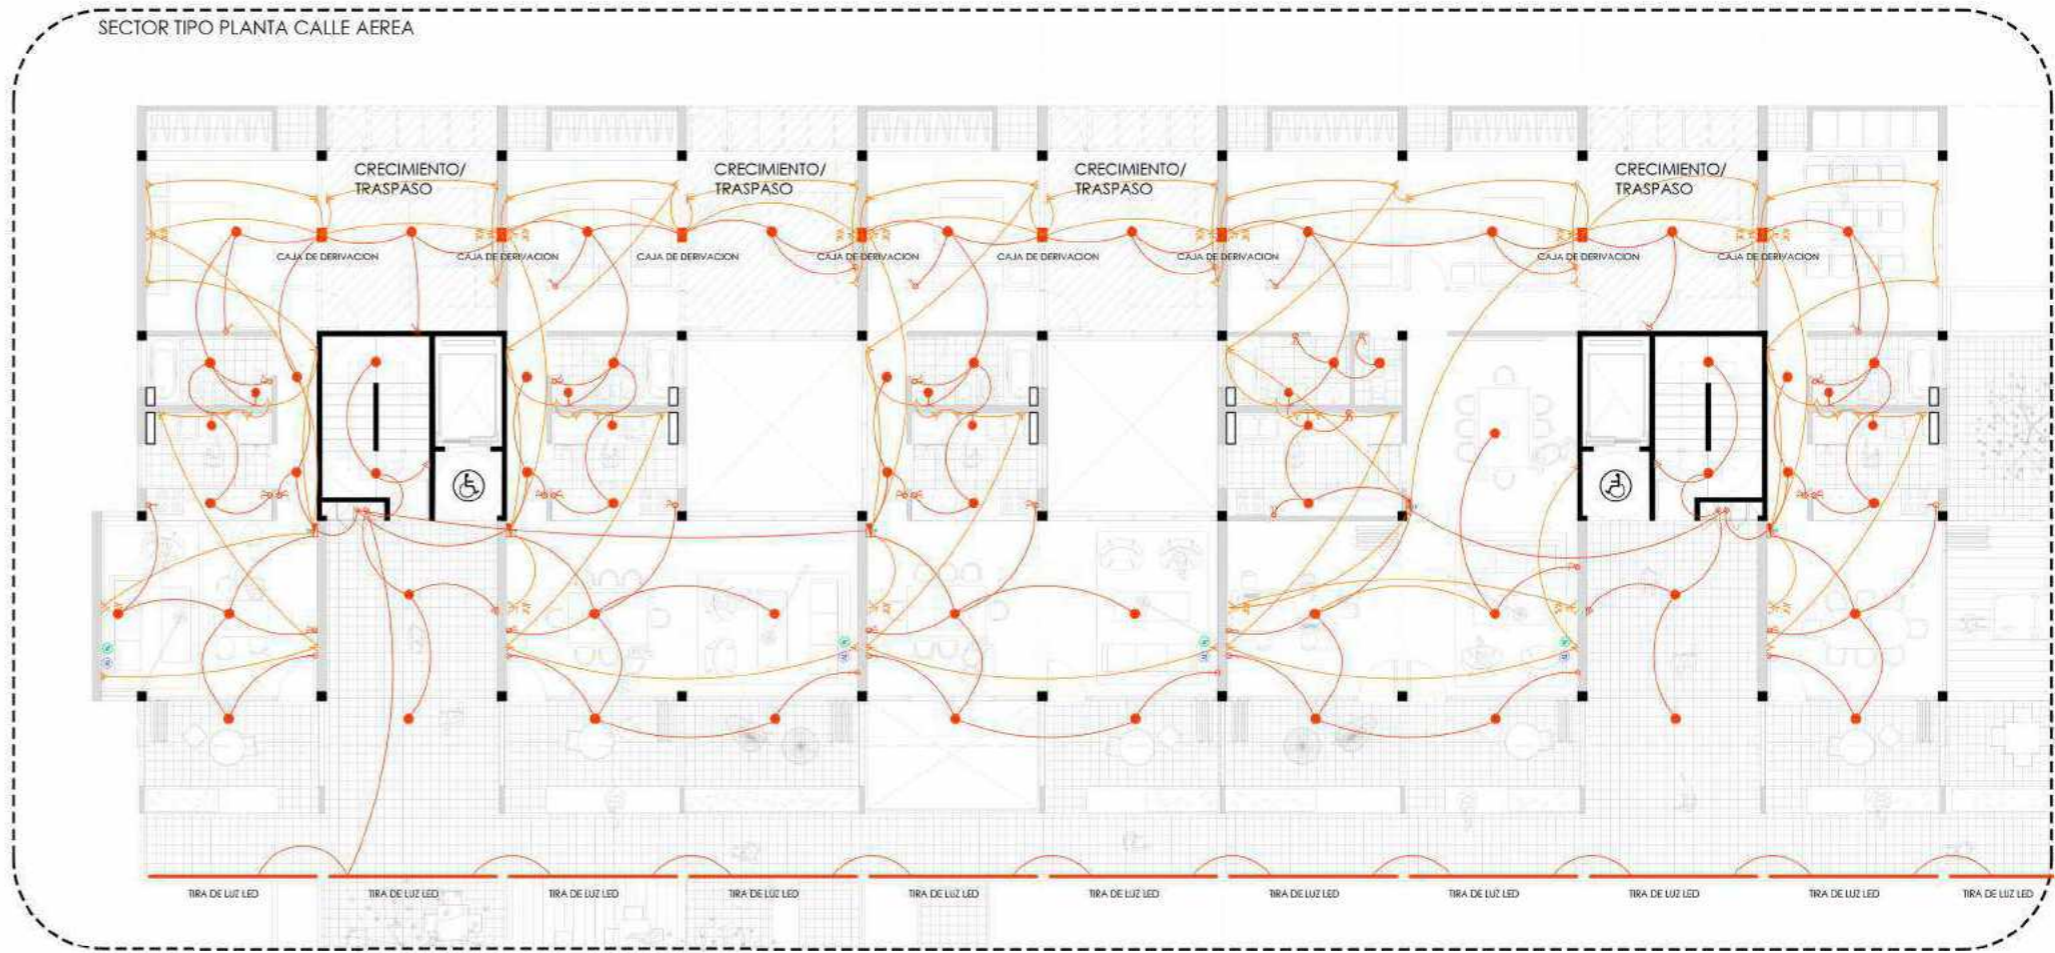 SECTOR TIPO PLANTA CALLE AEREA
CRECIMIENTO/
TRASPASO
CRECIMIENTO/
TRASPASO
CRECIMIENTO/
TRASPASO
CRECIMIENTO/
TRASPASO
CAJA DE DERIVACION
CAJA DE DERIVACION
CAJA DE DERIVACION
CAJA DE DERIVACION
CAJA DE DERIVACION
CAJA DE DERIVACION
CAJA DE DERIVACION
CAJA DE DERIVACION
TIRA DE LUZ LED
TIRA DE LUZ LED
TIRA DE LUZ LED
TIRA DE LUZ LED
TIRA DE LUZ LED
TIRA DE LUZ LED
TIRA DE LUZ LED
TIRA DE LUZ LED
TIRA DE LUZ LED
TIRA DE LUZ LED
TIRA DE LUZ LED